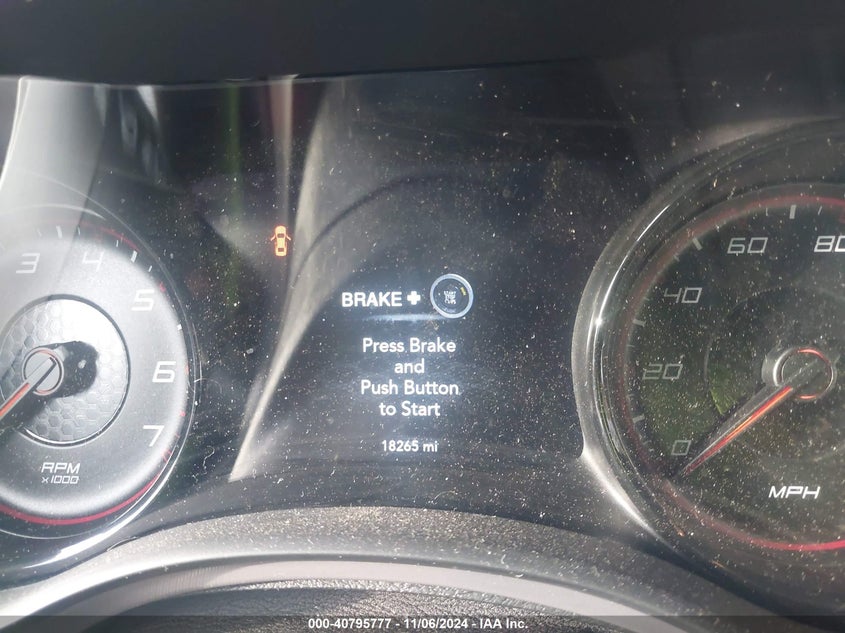 3 4 5 6 7
RPM
x1000
BRAKE +
Press Brake
and
Push Button
to Start
18265 mi
0 20 40 60 80
MPH
000-40795777 - 11/06/2024 - IAA Inc.